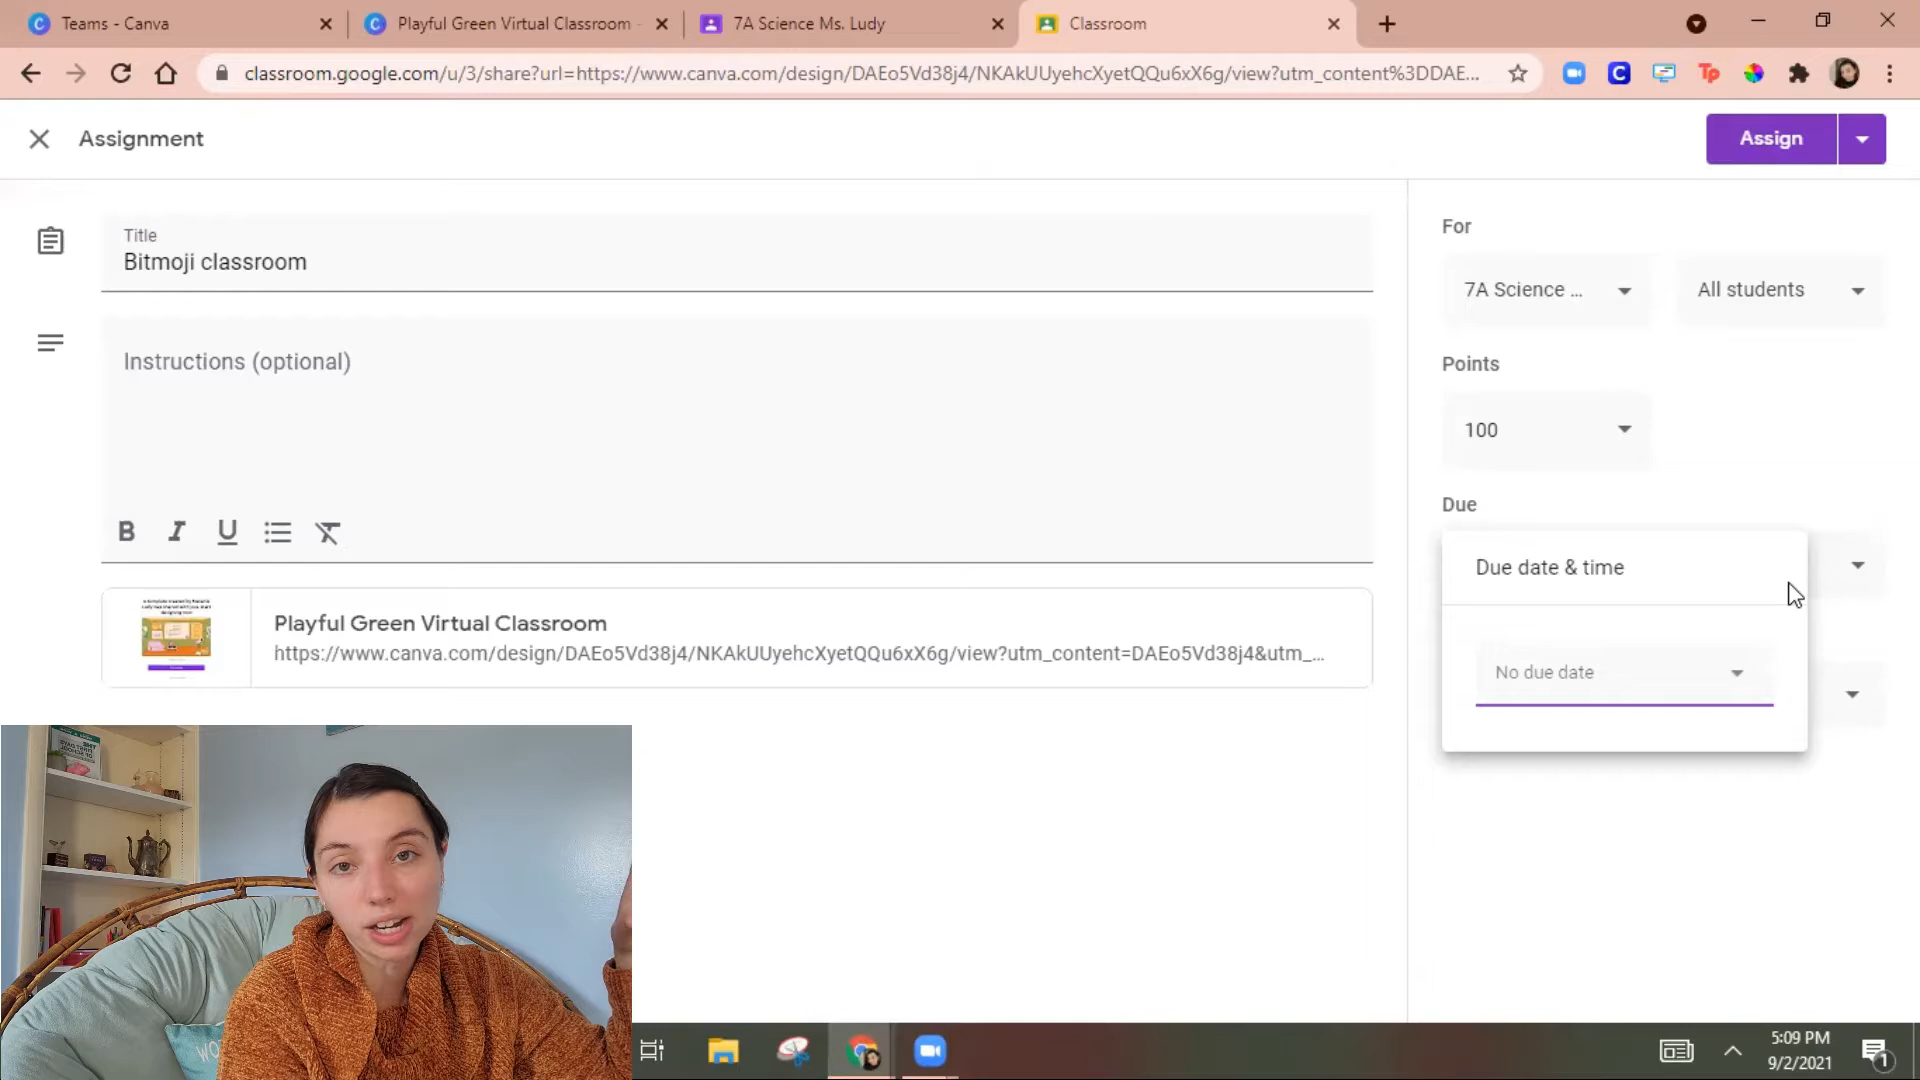 Teams - Canva
Playful Green Virtual Classroom
7A Science Ms. Ludy
Classroom
classroom.google.com/u/3/share?url=https://www.canva.com/design/DAEo5Vd38j4/NKAkUUyehcXyetQQu6xX6g/view?utm_content%3DDAE...
Assignment
Assign
Title
Bitmoji classroom
Instructions (optional)
B I U
Playful Green Virtual Classroom
https://www.canva.com/design/DAEo5Vd38j4/NKAkUUyehcXyetQQu6xX6g/view?utm_content=DAEo5Vd38j4&utm_...
For
7A Science ...
All students
Points
100
Due
Due date & time
No due date
5:09 PM
9/2/2021
1